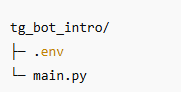 tg_bot_intro/
├─ .env
└─ main.py